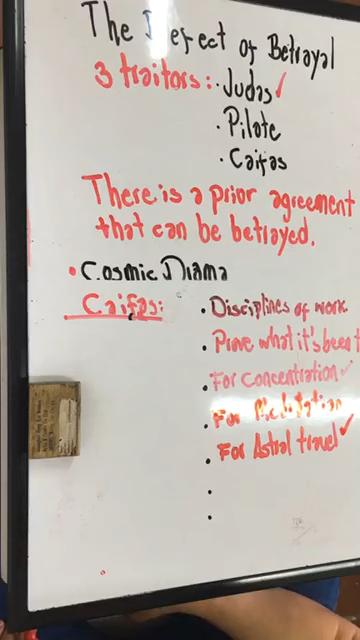 The Defect of Betrayal
3 traitors: • Judas ✓
• Pilate
• Caifas
There is a prior agreement
that can be betrayed.
• Cosmic Drama
Caifas: • Disciplines of work
• Prove what it's been
• For Concentration ✓
• For Meditation
• For Astral travel ✓
•
•
•